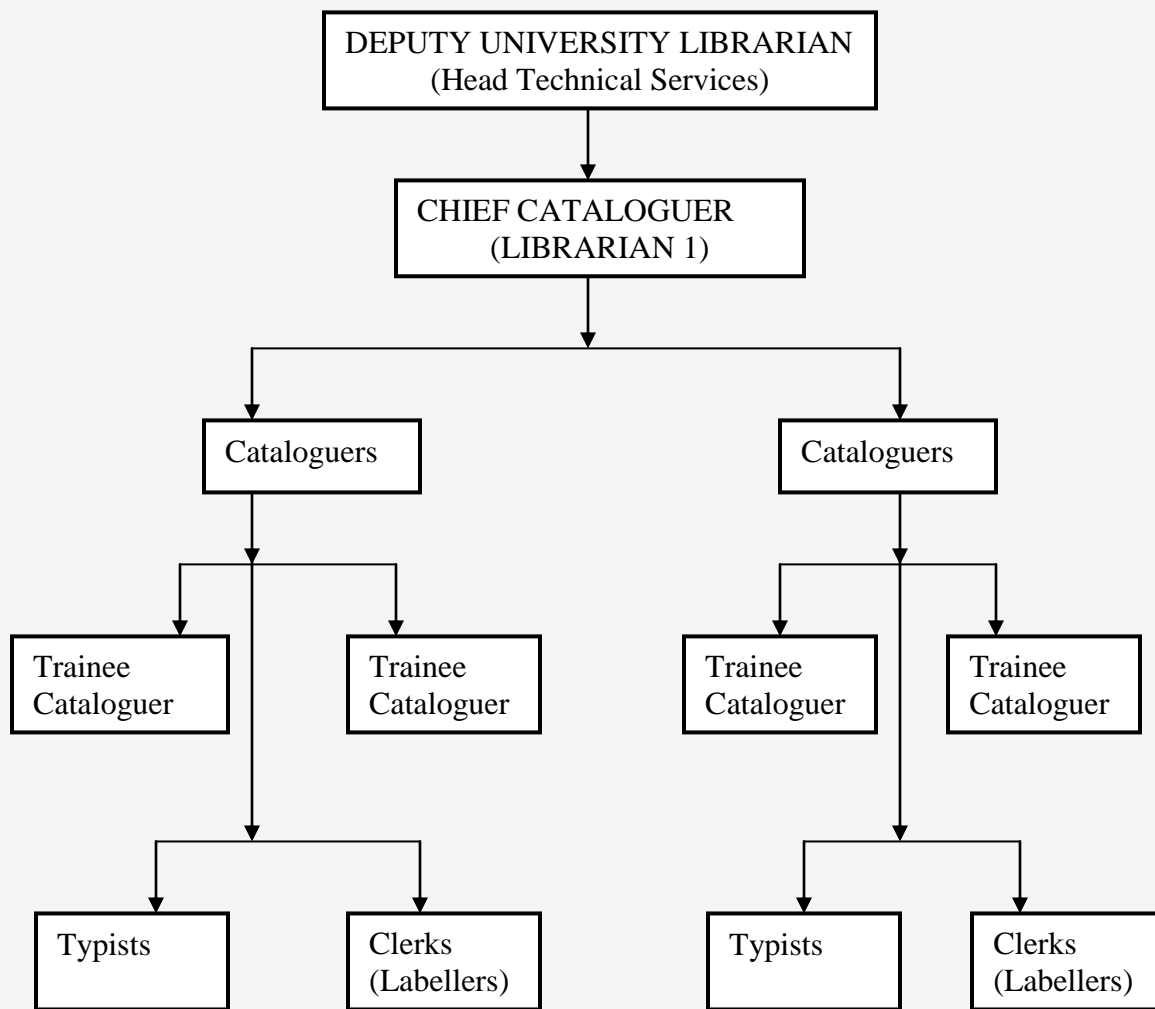 DEPUTY UNIVERSITY LIBRARIAN
(Head Technical Services)
CHIEF CATALOGUER
(LIBRARIAN 1)
Cataloguers
Cataloguers
Trainee
Cataloguer
Trainee
Cataloguer
Trainee
Cataloguer
Trainee
Cataloguer
Typists
Clerks
(Labellers)
Typists
Clerks
(Labellers)